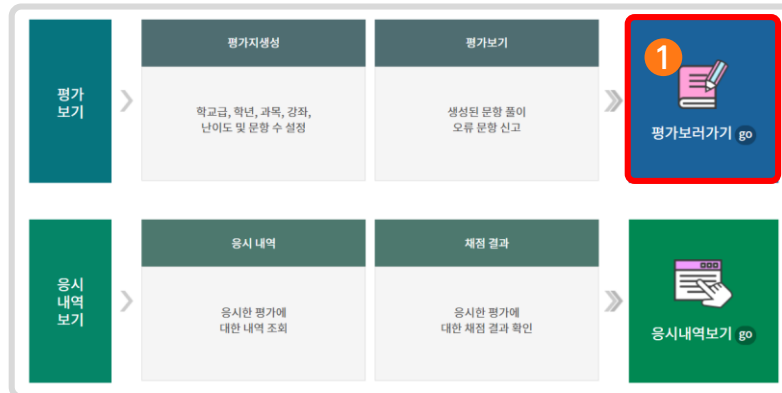 평가
보기
평가지생성
학교급, 학년, 과목, 강좌,
난이도 및 문항 수 설정
평가보기
생성된 문항 풀이
오류 문항 신고
1
평가보러가기 go
응시
내역
보기
응시 내역
응시한 평가에
대한 내역 조회
채점 결과
응시한 평가에
대한 채점 결과 확인
응시내역보기 go